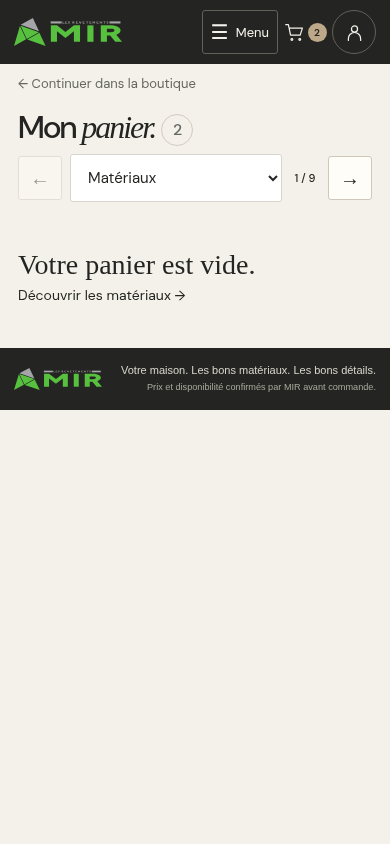 MIR
☰ Menu
2
← Continuer dans la boutique
Mon panier. 2
←
Matériaux
1 / 9
→
Votre panier est vide.
Découvrir les matériaux →
MIR
Votre maison. Les bons matériaux. Les bons détails.
Prix et disponibilité confirmés par MIR avant commande.